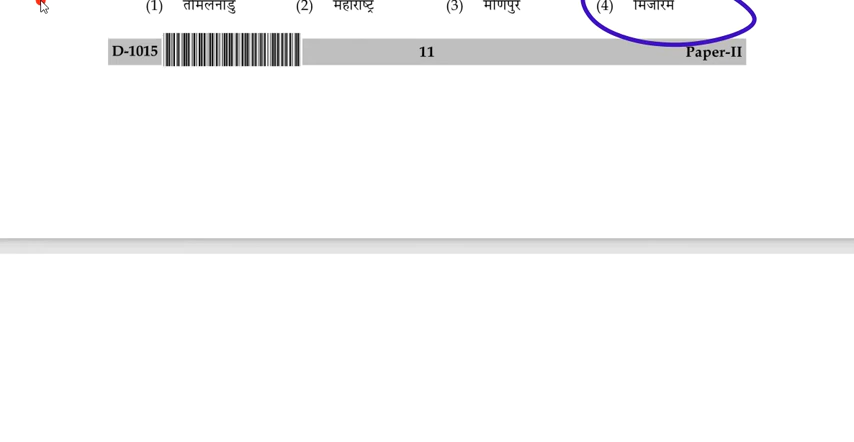 (1) तमिलनाडु (2) महाराष्ट्र (3) मणिपुर (4) मिजोरम
D-1015 11 Paper-II